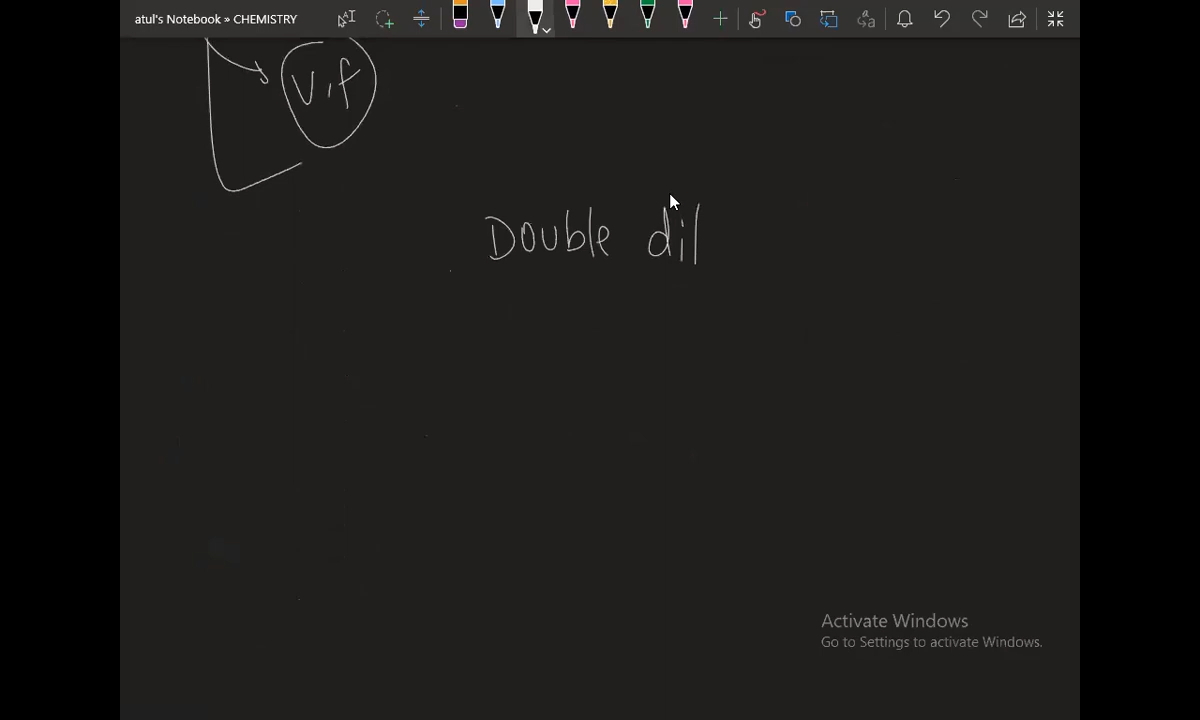 atul's Notebook » CHEMISTRY
V.f
Double dil
Activate Windows
Go to Settings to activate Windows.